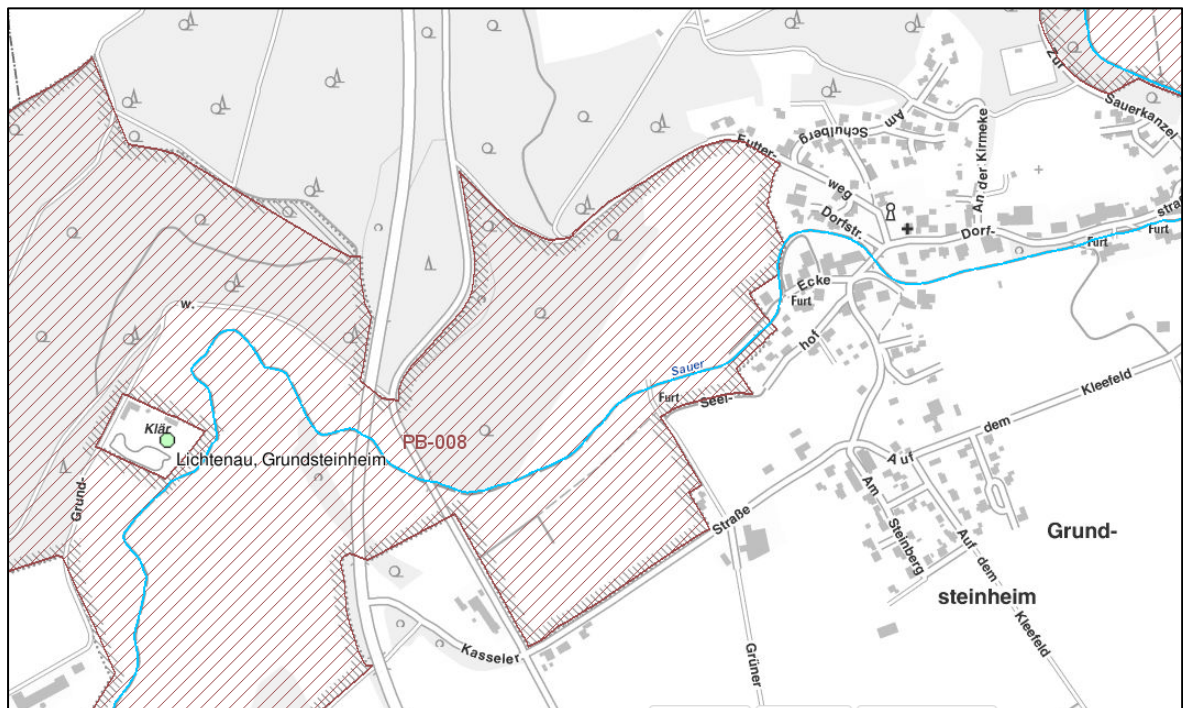 Zur
Sauerkanzel
Am
Schulberg
Futter-
weg
An der Kirmeke
Dorfstr.
Dorf-
straß
Furt
Furt
Ecke
Furt
hof
w.
Sauer
Furt
Seel-
Kleefeld
dem
Auf
Klär
PB-008
Lichtenau, Grundsteinheim
Grund-
Straße
Am
Steinberg
Auf dem
Kleefeld
Grund-
steinheim
Kasseler
Grüner